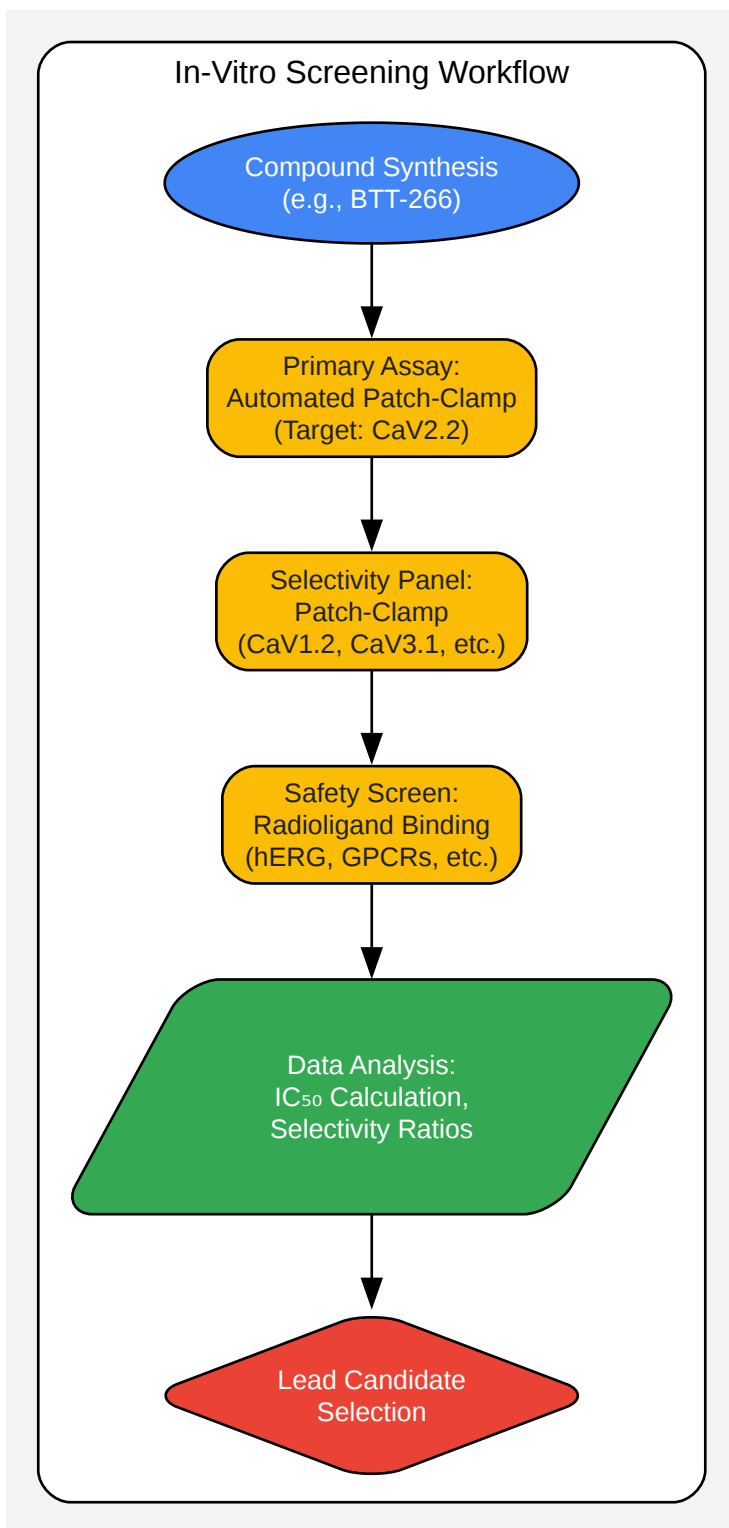 In-Vitro Screening Workflow
Compound Synthesis
(e.g., BTT-266)
Primary Assay:
Automated Patch-Clamp
(Target: CaV2.2)
Selectivity Panel:
Patch-Clamp
(CaV1.2, CaV3.1, etc.)
Safety Screen:
Radioligand Binding
(hERG, GPCRs, etc.)
Data Analysis:
IC₅₀ Calculation,
Selectivity Ratios
Lead Candidate
Selection